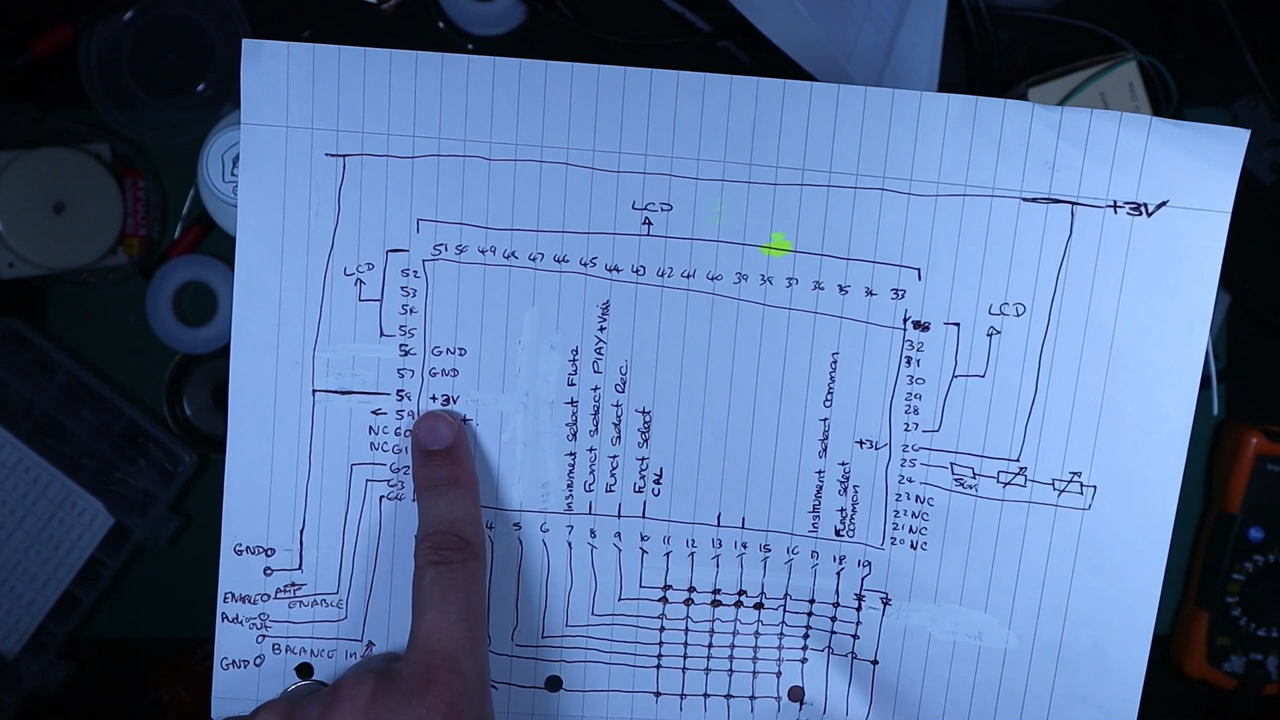 +3V
LCD
51 50 49 48 47 46 45 44 43 42 41 40 39 38 37 36 35 34 33
LCD
52
53
54
55
56 GND
57 GND
58 +3V
59
NC 60
NC 61
62
63
64
LCD
32
31
30
29
28
27
+3V 26
25 56K
24
23 NC
22 NC
21 NC
20 NC
Instrument Select Flute
Funct Select PlAY+Vide
Funct Select Rec.
Funct Select
CAL
Instrument Select Common
Funct select
Common
4 5 6 7 8 9 10 11 12 13 14 15 16 17 18 19
GND
ENABLE AMP
ENABLE
Audio
out
BALANCE In
GND